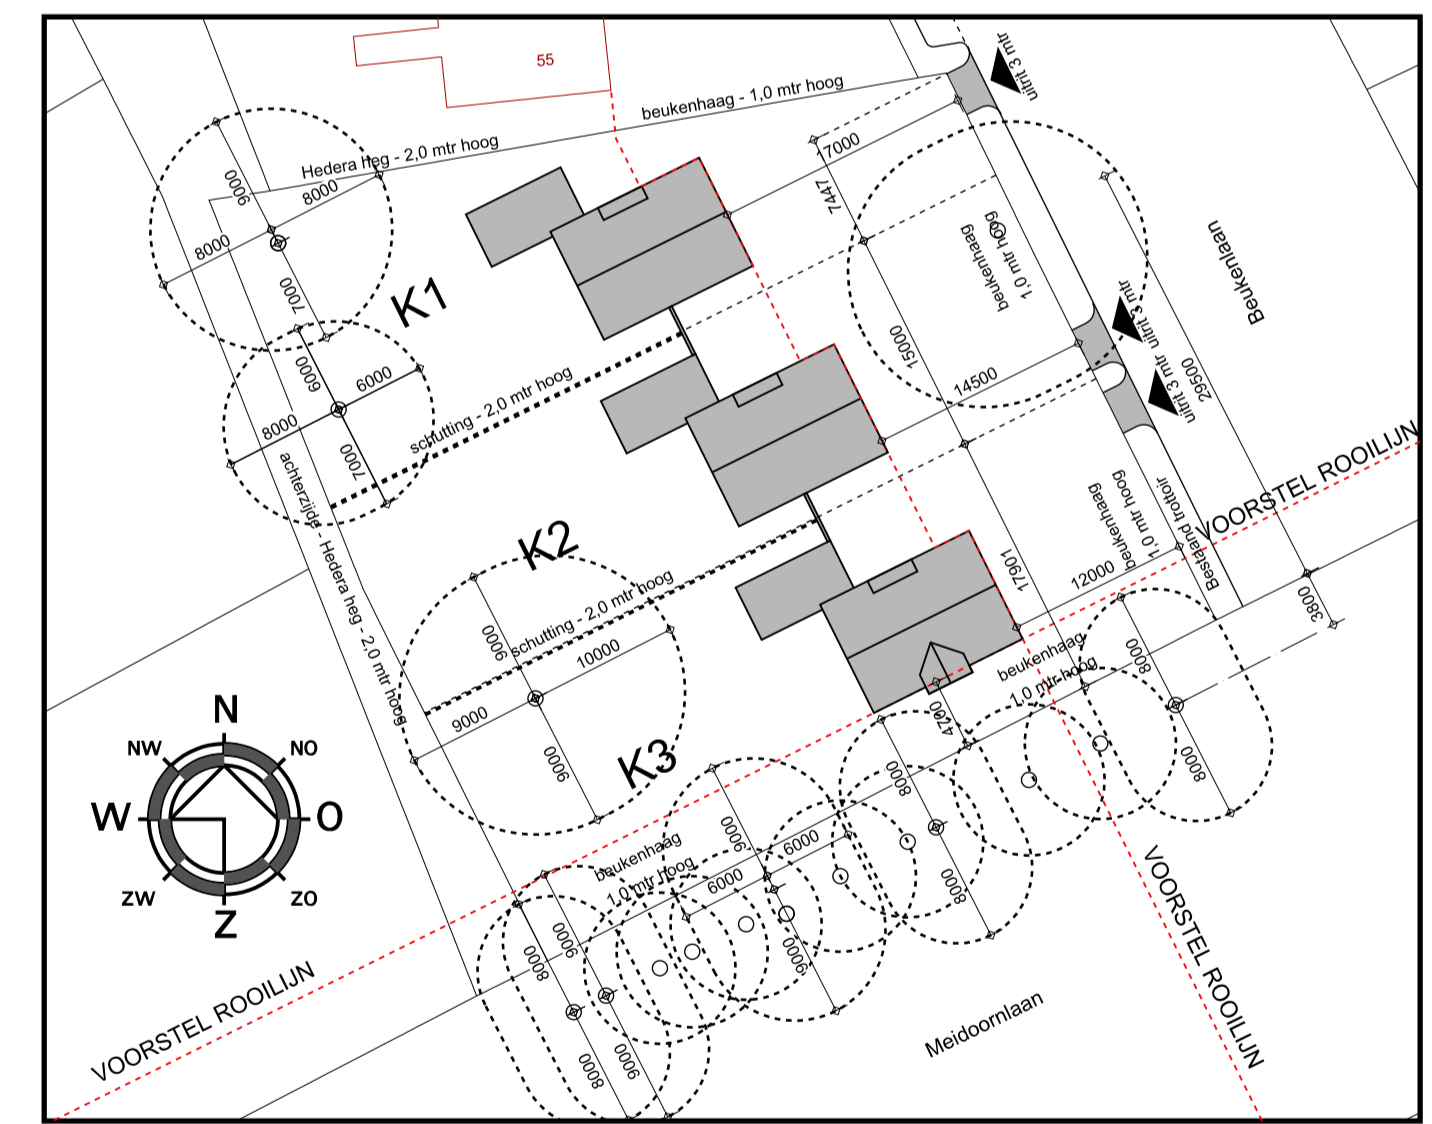 55
uitrit 3 mtr
beukenhaag - 1,0 mtr hoog
Hedera heg - 2,0 mtr hoog
17000
7447
9000
8000
8000
7000
K1
beukenhaag
1,0 mtr hoog
Beukenlaan
uitrit 3 mtr
uitrit 3 mtr
29500
15000
14500
6000
6000
8000
7000
schutting - 2,0 mtr hoog
achterzijde - Hedera heg - 2,0 mtr hoog
K2
VOORSTEL ROOILIJN
beukenhaag
1,0 mtr hoog
Bestaand trottoir
17901
12000
3800
schutting - 2,0 mtr hoog
9000
10000
9000
9000
K3
beukenhaag
1,0 mtr hoog
8000
8000
4700
8000
8000
N
NW
NO
W
O
ZW
ZO
Z
beukenhaag
1,0 mtr hoog
9000
6000
6000
9000
9000
8000
9000
8000
VOORSTEL ROOILIJN
VOORSTEL ROOILIJN
Meidoornlaan